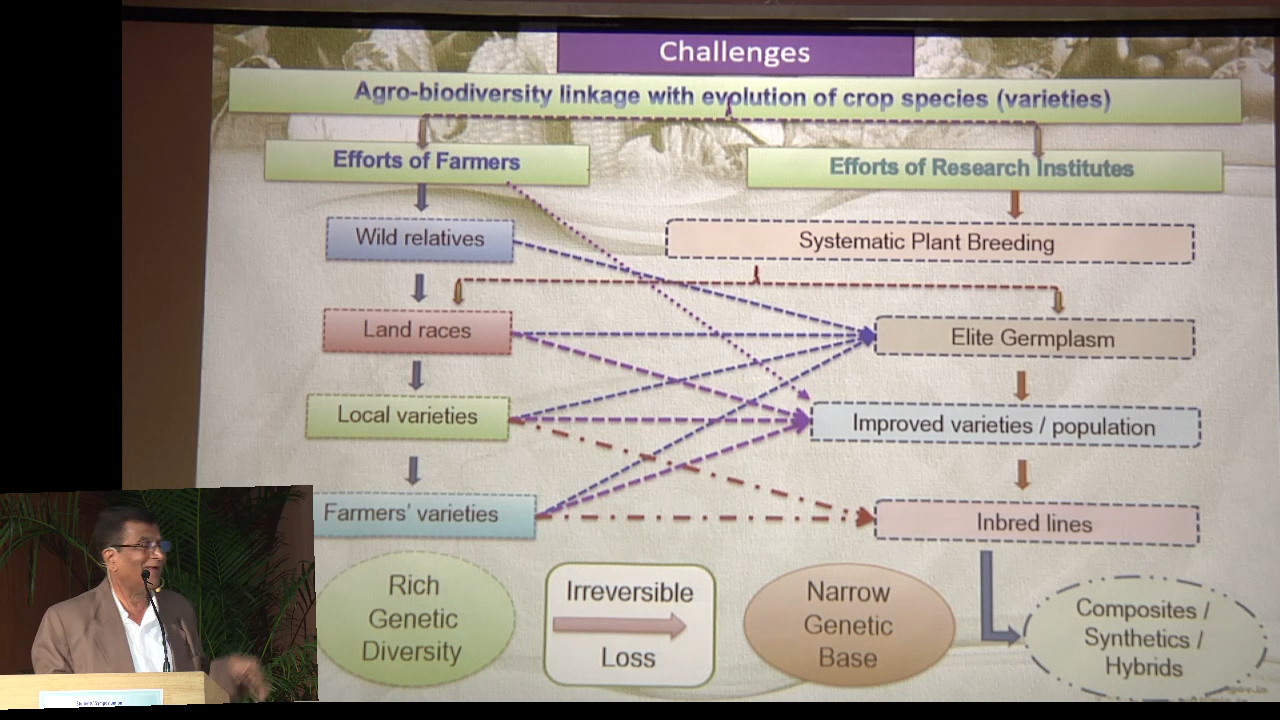 Challenges
Agro-biodiversity linkage with evolution of crop species (varieties)
Efforts of Farmers
Efforts of Research Institutes
Wild relatives
Systematic Plant Breeding
Land races
Elite Germplasm
Local varieties
Improved varieties / population
Farmers' varieties
Inbred lines
Rich
Genetic
Diversity
Irreversible
Loss
Narrow
Genetic
Base
Composites /
Synthetics /
Hybrids